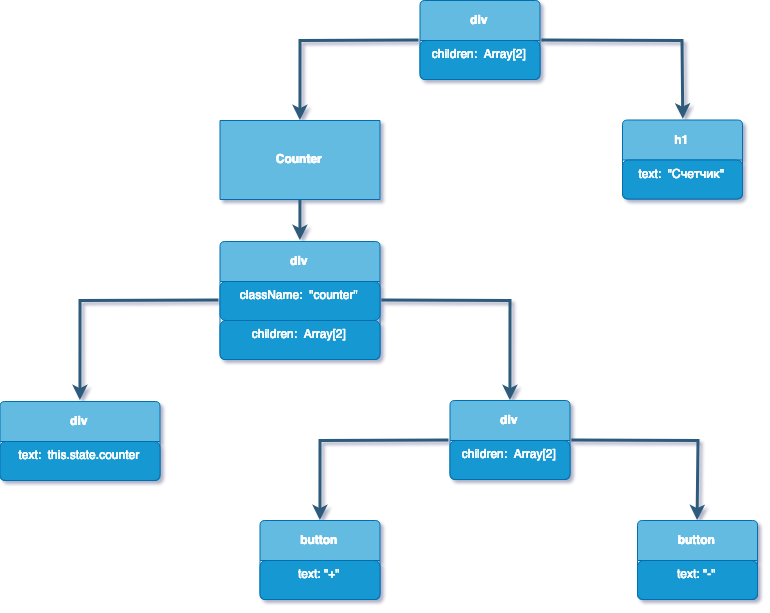 div
children: Array[2]
Counter
h1
text: "Счетчик"
div
className: "counter"
children: Array[2]
div
text: this.state.counter
div
children: Array[2]
button
text: "+"
button
text: "-"